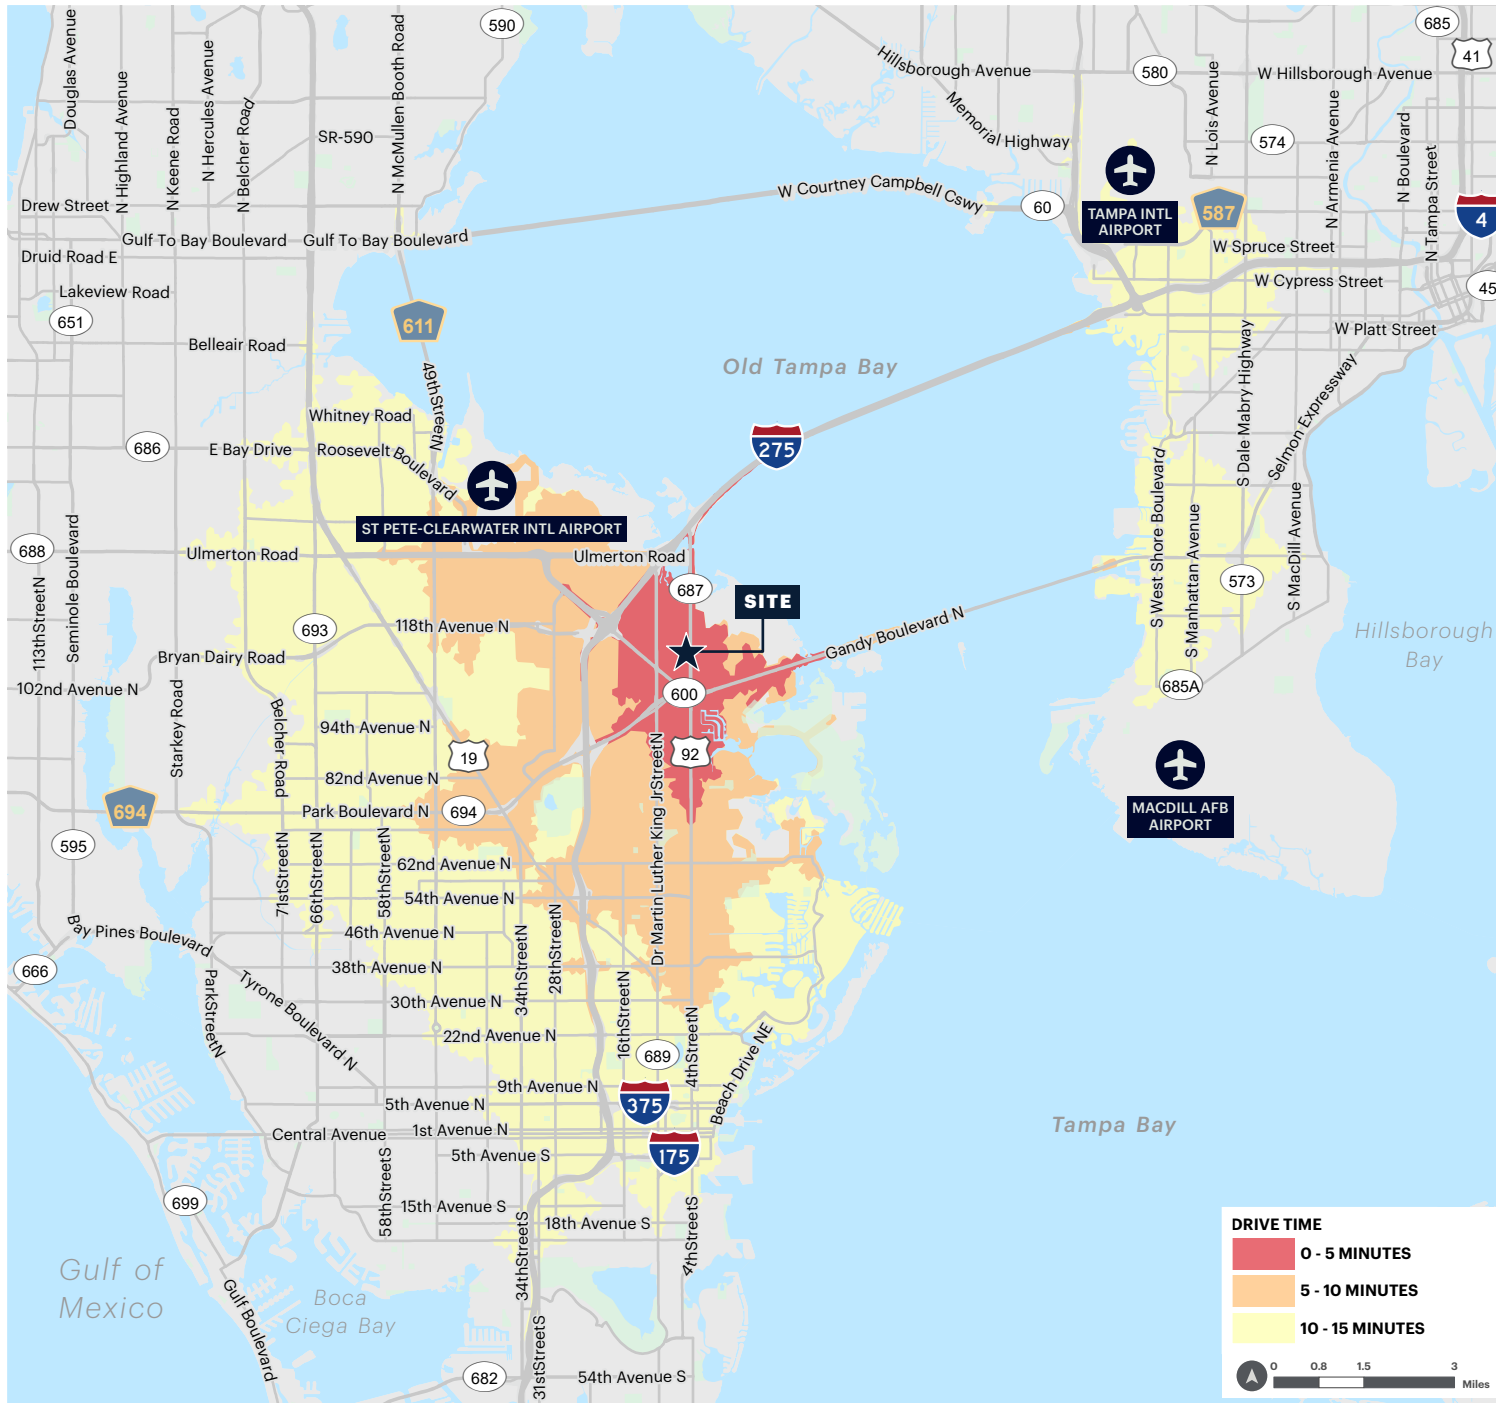 590
685
41
Douglas Avenue
N Highland Avenue
N Keene Road
N Hercules Avenue
N Belcher Road
SR-590
N McMullen Booth Road
Hillsborough Avenue
580
N Lois Avenue
W Hillsborough Avenue
Memorial Highway
574
N Armenia Avenue
N Boulevard
N Tampa Street
Drew Street
W Courtney Campbell Cswy
60
TAMPA INTL
AIRPORT
587
4
Gulf To Bay Boulevard
Gulf To Bay Boulevard
W Spruce Street
Druid Road E
W Cypress Street
Lakeview Road
45
651
611
W Platt Street
Belleair Road
Old Tampa Bay
49thStreetN
S Dale Mabry Highway
Selmon Expressway
Whitney Road
686
E Bay Drive
Roosevelt Boulevard
275
ST PETE-CLEARWATER INTL AIRPORT
688
Ulmerton Road
Ulmerton Road
113thStreetN
Seminole Boulevard
687
SITE
S West Shore Boulevard
S Manhattan Avenue
573
S MacDill Avenue
693
118th Avenue N
Gandy Boulevard N
Hillsborough
Bay
Bryan Dairy Road
102nd Avenue N
600
685A
Starkey Road
Belcher Road
94th Avenue N
19
92
82nd Avenue N
MACDILL AFB
AIRPORT
694
Park Boulevard N
694
Dr Martin Luther King JrStreetN
595
71stStreetN
66thStreetN
58thStreetN
62nd Avenue N
54th Avenue N
Bay Pines Boulevard
46th Avenue N
34thStreetN
28thStreetN
666
38th Avenue N
ParkStreetN
Tyrone Boulevard N
30th Avenue N
16thStreetN
22nd Avenue N
689
4thStreetN
Beach Drive NE
9th Avenue N
375
5th Avenue N
Central Avenue
1st Avenue N
Tampa Bay
5th Avenue S
175
58thStreetS
699
15th Avenue S
18th Avenue S
34thStreetS
4thStreetS
Gulf of
Mexico
Boca
Ciega Bay
Gulf Boulevard
31stStreetS
682
54th Avenue S
DRIVE TIME
0 - 5 MINUTES
5 - 10 MINUTES
10 - 15 MINUTES
0 0.8 1.5 3
Miles